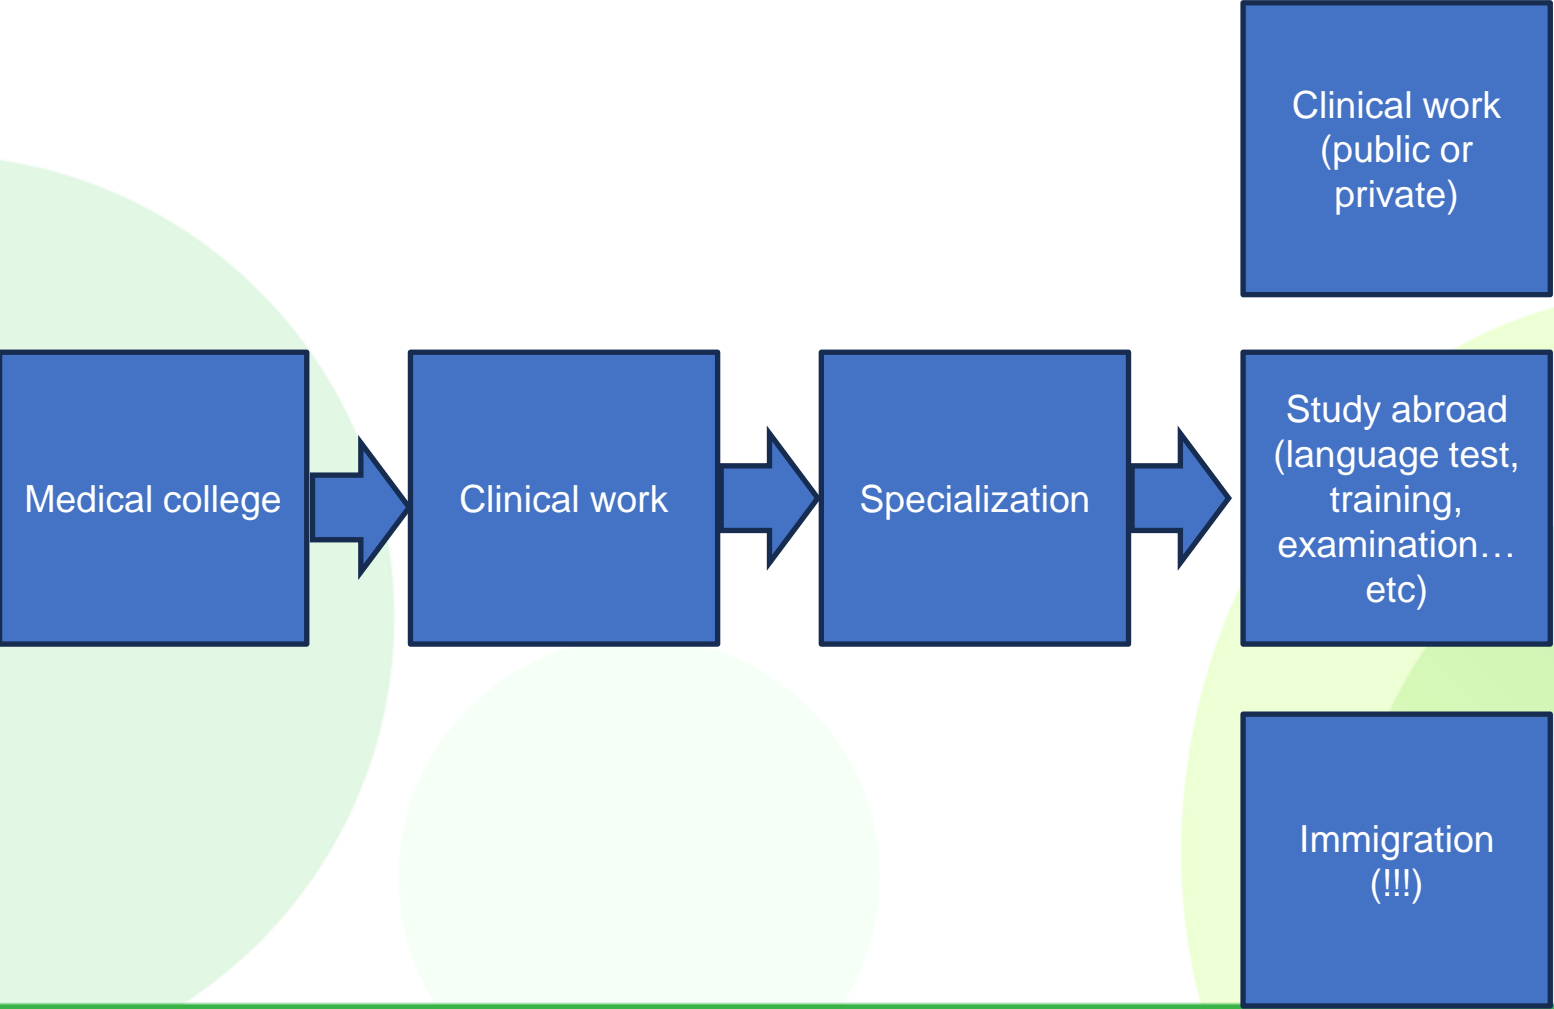 Medical college
Clinical work
Specialization
Clinical work
(public or
private)
Study abroad
(language test,
training,
examination…
etc)
Immigration
(!!!)